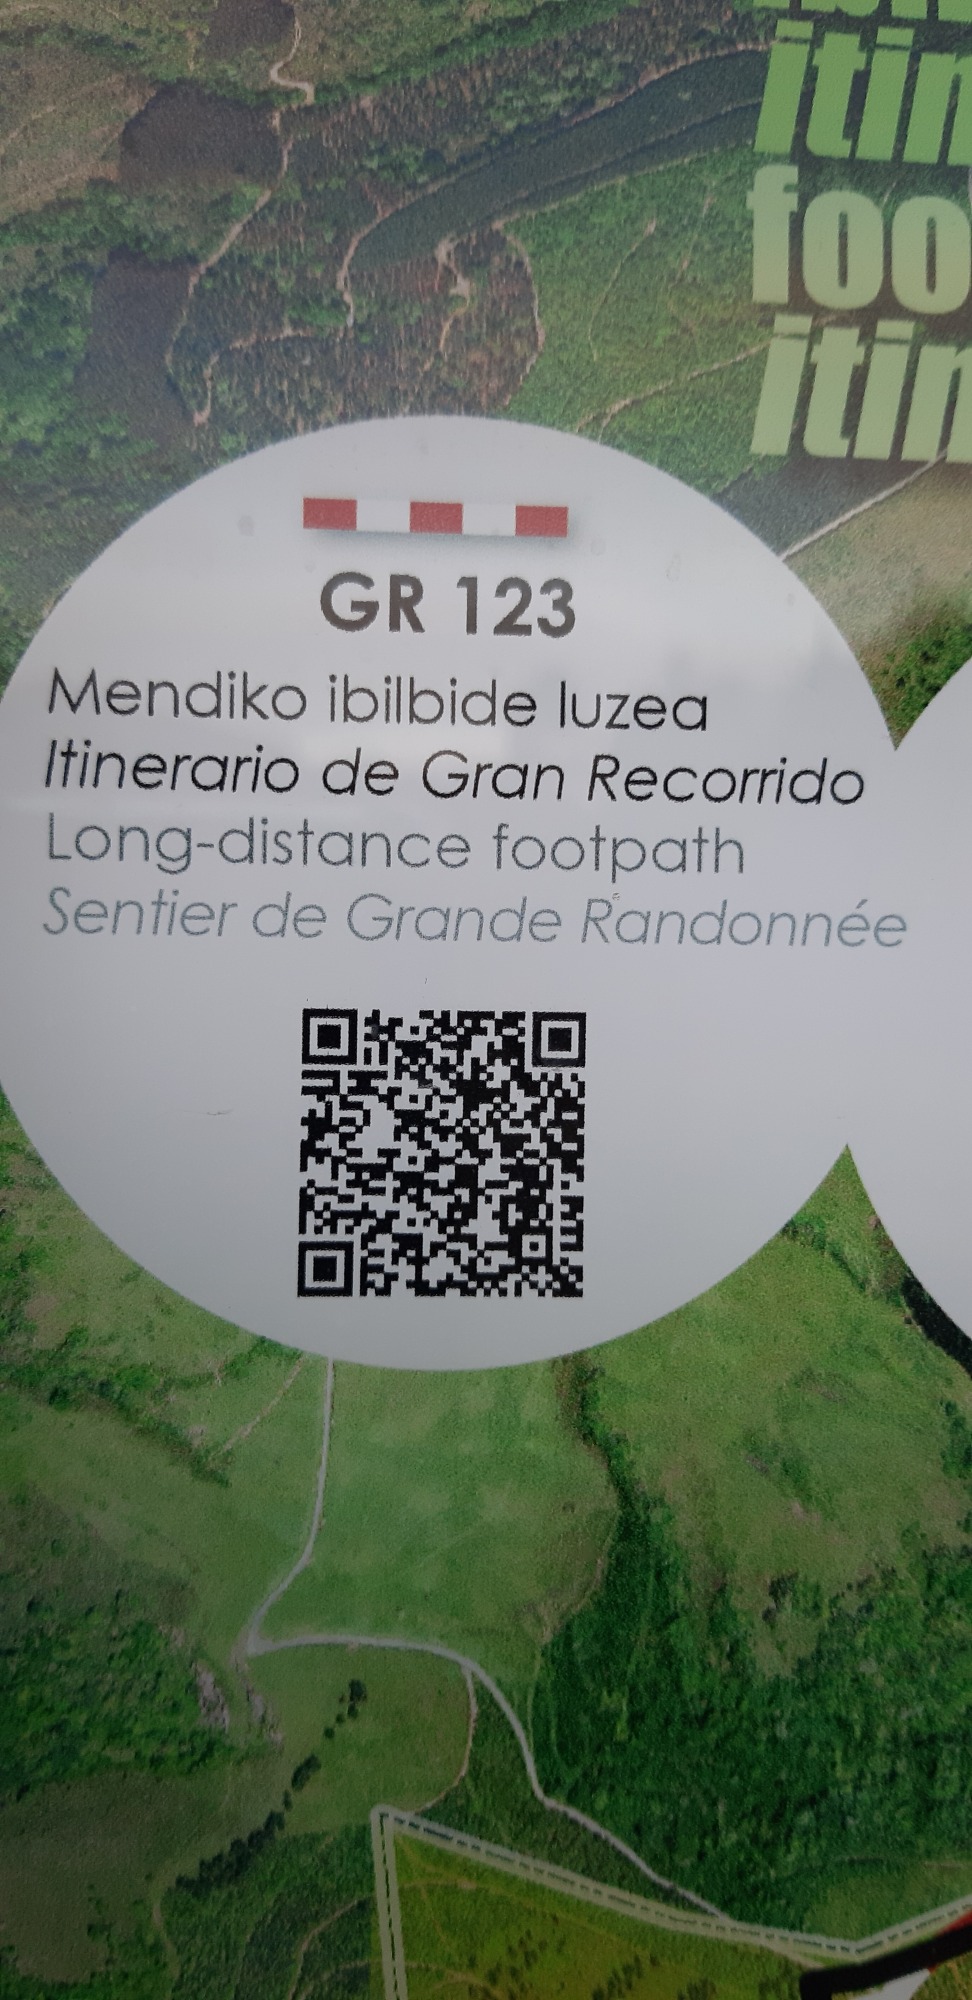 GR 123
Mendiko ibilbide luzea
Itinerario de Gran Recorrido
Long-distance footpath
Sentier de Grande Randonnée